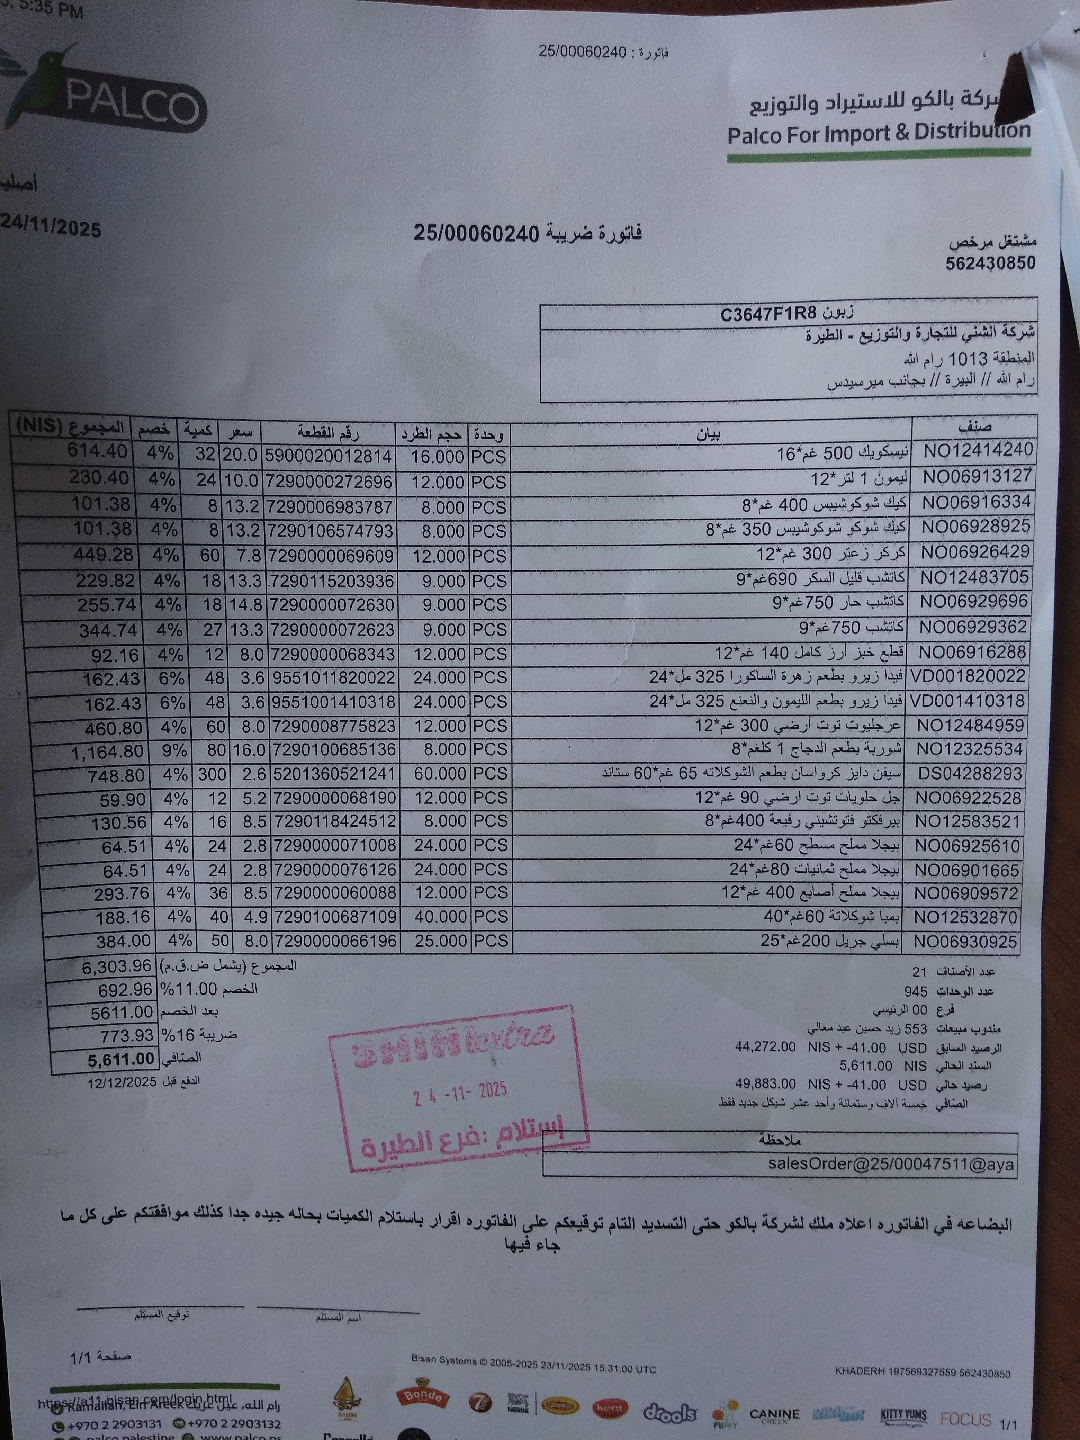 5:35 PM
فاتورة : 25/00060240
PALCO
شركة بالكو للاستيراد والتوزيع
Palco For Import & Distribution
24/11/2025
فاتورة ضريبة 25/00060240
مشتغل مرخص
562430850
زبون C3647F1R8
شركة الشني للتجارة والتوزيع - الطيرة
المنطقة 1013 رام الله
رام الله // البيرة // بجانب ميرسيدس
صنف بيان وحدة حجم الطرد رقم القطعة سعر كمية خصم المجموع (NIS)
NO12414240 نيسكويك 500 غم*16 PCS 16.000 5900020012814 20.0 32 4% 614.40
NO06913127 ليمون 1 لتر*12 PCS 12.000 7290000272696 10.0 24 4% 230.40
NO06916334 كيك شوكوشيبس 400 غم*8 PCS 8.000 7290006983787 13.2 8 4% 101.38
NO06928925 كيك شوكو شوكوشيبس 350 غم*8 PCS 8.000 7290106574793 13.2 8 4% 101.38
NO06926429 كركر زعتر 300 غم*12 PCS 12.000 7290000069609 7.8 60 4% 449.28
NO12483705 كاتشب قليل السكر 690غم*9 PCS 9.000 7290115203936 13.3 18 4% 229.82
NO06929696 كاتشب حار 750غم*9 PCS 9.000 7290000072630 14.8 18 4% 255.74
NO06929362 كاتشب 750غم*9 PCS 9.000 7290000072623 13.3 27 4% 344.74
NO06916288 قطع خبز أرز كامل 140 غم*12 PCS 12.000 7290000068343 8.0 12 4% 92.16
VD001820022 فيدا زيرو بطعم زهرة الساكورا 325 مل*24 PCS 24.000 9551011820022 3.6 48 6% 162.43
VD001410318 فيدا زيرو بطعم الليمون والنعنع 325 مل*24 PCS 24.000 9551001410318 3.6 48 6% 162.43
NO12484959 عرجليوت توت أرضي 300 غم*12 PCS 12.000 7290008775823 8.0 60 4% 460.80
NO12325534 شوربة بطعم الدجاج 1 كلغم*8 PCS 8.000 7290100685136 16.0 80 9% 1,164.80
DS04288293 سيفن دايز كرواسان بطعم الشوكلاته 65 غم*60 ستاند PCS 60.000 5201360521241 2.6 300 4% 748.80
NO06922528 جل حلويات توت ارضي 90 غم*12 PCS 12.000 7290000068190 5.2 12 4% 59.90
NO12583521 بيرفكتو فتوتشيني رفيعة 400غم*8 PCS 8.000 7290118424512 8.5 16 4% 130.56
NO06925610 بيجلا مملح مسطح 60غم*24 PCS 24.000 7290000071008 2.8 24 4% 64.51
NO06901665 بيجلا مملح ثمانيات 80غم*24 PCS 24.000 7290000076126 2.8 24 4% 64.51
NO06909572 بيجلا مملح أصابع 400 غم*12 PCS 12.000 7290000060088 8.5 36 4% 293.76
NO12532870 بمبا شوكلاتة 60غم*40 PCS 40.000 7290100687109 4.9 40 4% 188.16
NO06930925 بسلي جريل 200غم*25 PCS 25.000 7290000066196 8.0 50 4% 384.00
المجموع (يشمل ض.ق.م) 6,303.96
الخصم 11.00% 692.96
بعد الخصم 5611.00
ضريبة 16% 773.93
الصافي 5,611.00
الدفع قبل 12/12/2025
عدد الأصناف 21
عدد الوحدات 945
فرع 00 الرئيسي
مندوب مبيعات 553 زيد حسين عبد معالي
الرصيد السابق 44,272.00 NIS + -41.00 USD
السند الحالي 5,611.00 NIS
رصيد حالي 49,883.00 NIS + -41.00 USD
الصافي خمسة آلاف وستمائة وأحد عشر شيكل جديد فقط
extra
24 -11- 2025
إستلام :فرع الطيرة
ملاحظة
salesOrder@25/00047511@aya
البضاعه في الفاتوره اعلاه ملك لشركة بالكو حتى التسديد التام توقيعكم على الفاتوره اقرار باستلام الكميات بحاله جيده جدا كذلك موافقتكم على كل ما
جاء فيها
اسم المستلم
توقيع المستلم
صفحة 1/1
Bisan Systems © 2005-2025 23/11/2025 15:31:00 UTC
KHADERH 197569327559 562430850
https://a11.bisan.com/login.html
رام الله, عين عريك Ramallah, Ein Areek
+970 2 2903131 +970 2 2903132
palco.palestine www.palco.ps
Bonde
7
Nestle
kent
drools
PUPPY
CANINE CREEK
KITTY YUMS
FOCUS
1/1